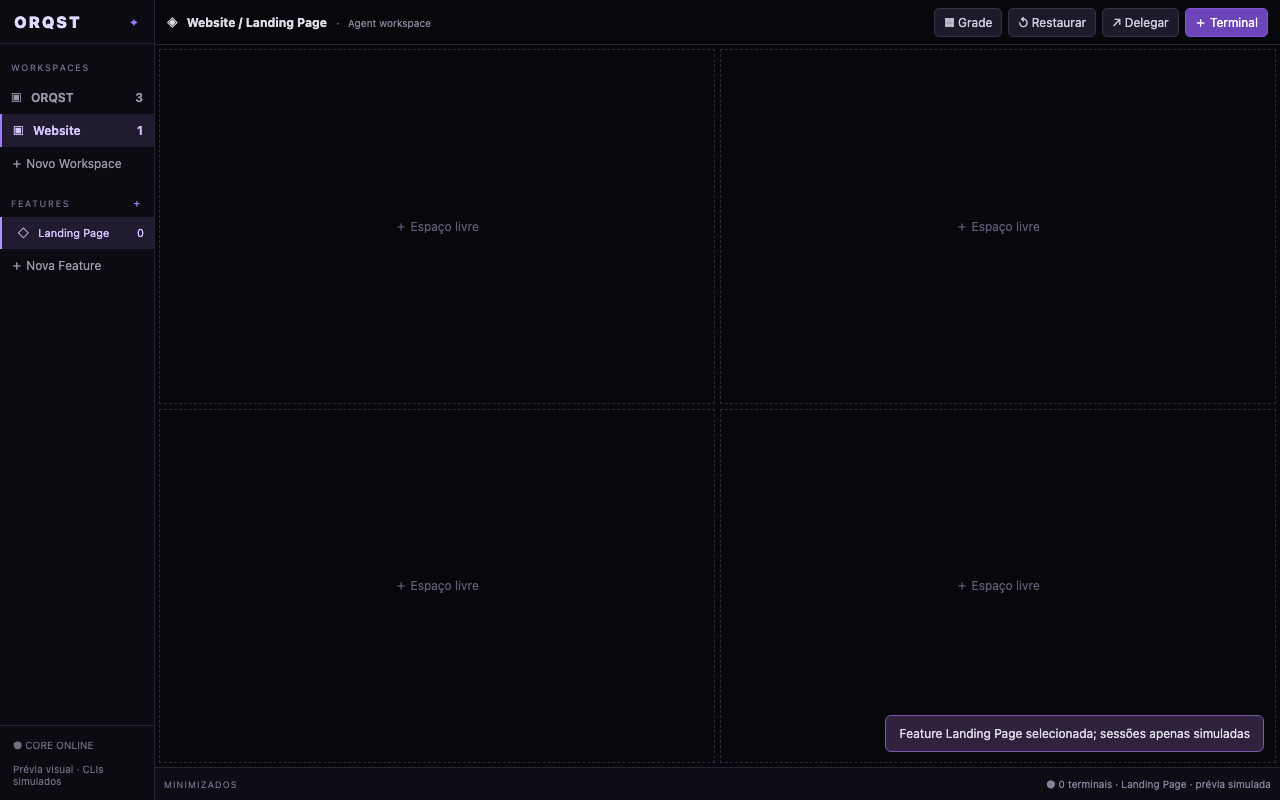 ORQST
Website / Landing Page · Agent workspace
Grade
Restaurar
Delegar
+ Terminal
WORKSPACES
ORQST 3
Website 1
+ Novo Workspace
FEATURES +
Landing Page 0
+ Nova Feature
+ Espaço livre
+ Espaço livre
+ Espaço livre
+ Espaço livre
Feature Landing Page selecionada; sessões apenas simuladas
CORE ONLINE
Prévia visual · CLIs
simulados
MINIMIZADOS
0 terminais · Landing Page · prévia simulada